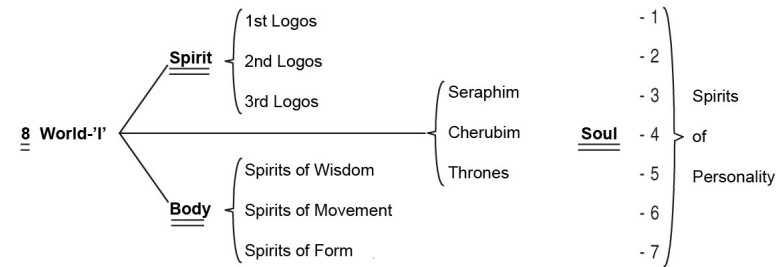 1st Logos - 1
Spirit 2nd Logos - 2
3rd Logos Seraphim - 3 Spirits
8 World-'I' Cherubim Soul - 4 of
Spirits of Wisdom Thrones - 5 Personality
Body Spirits of Movement - 6
Spirits of Form - 7